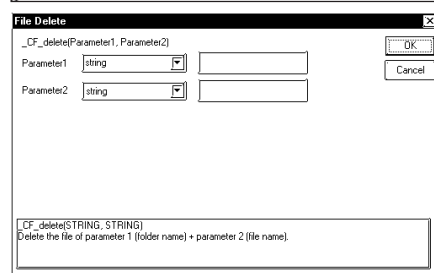 File Delete
_CF_delete(Parameter1, Parameter2)
OK
Parameter1 string
Cancel
Parameter2 string
_CF_delete(STRING, STRING)
Delete the file of parameter 1 (folder name) + parameter 2 (file name).